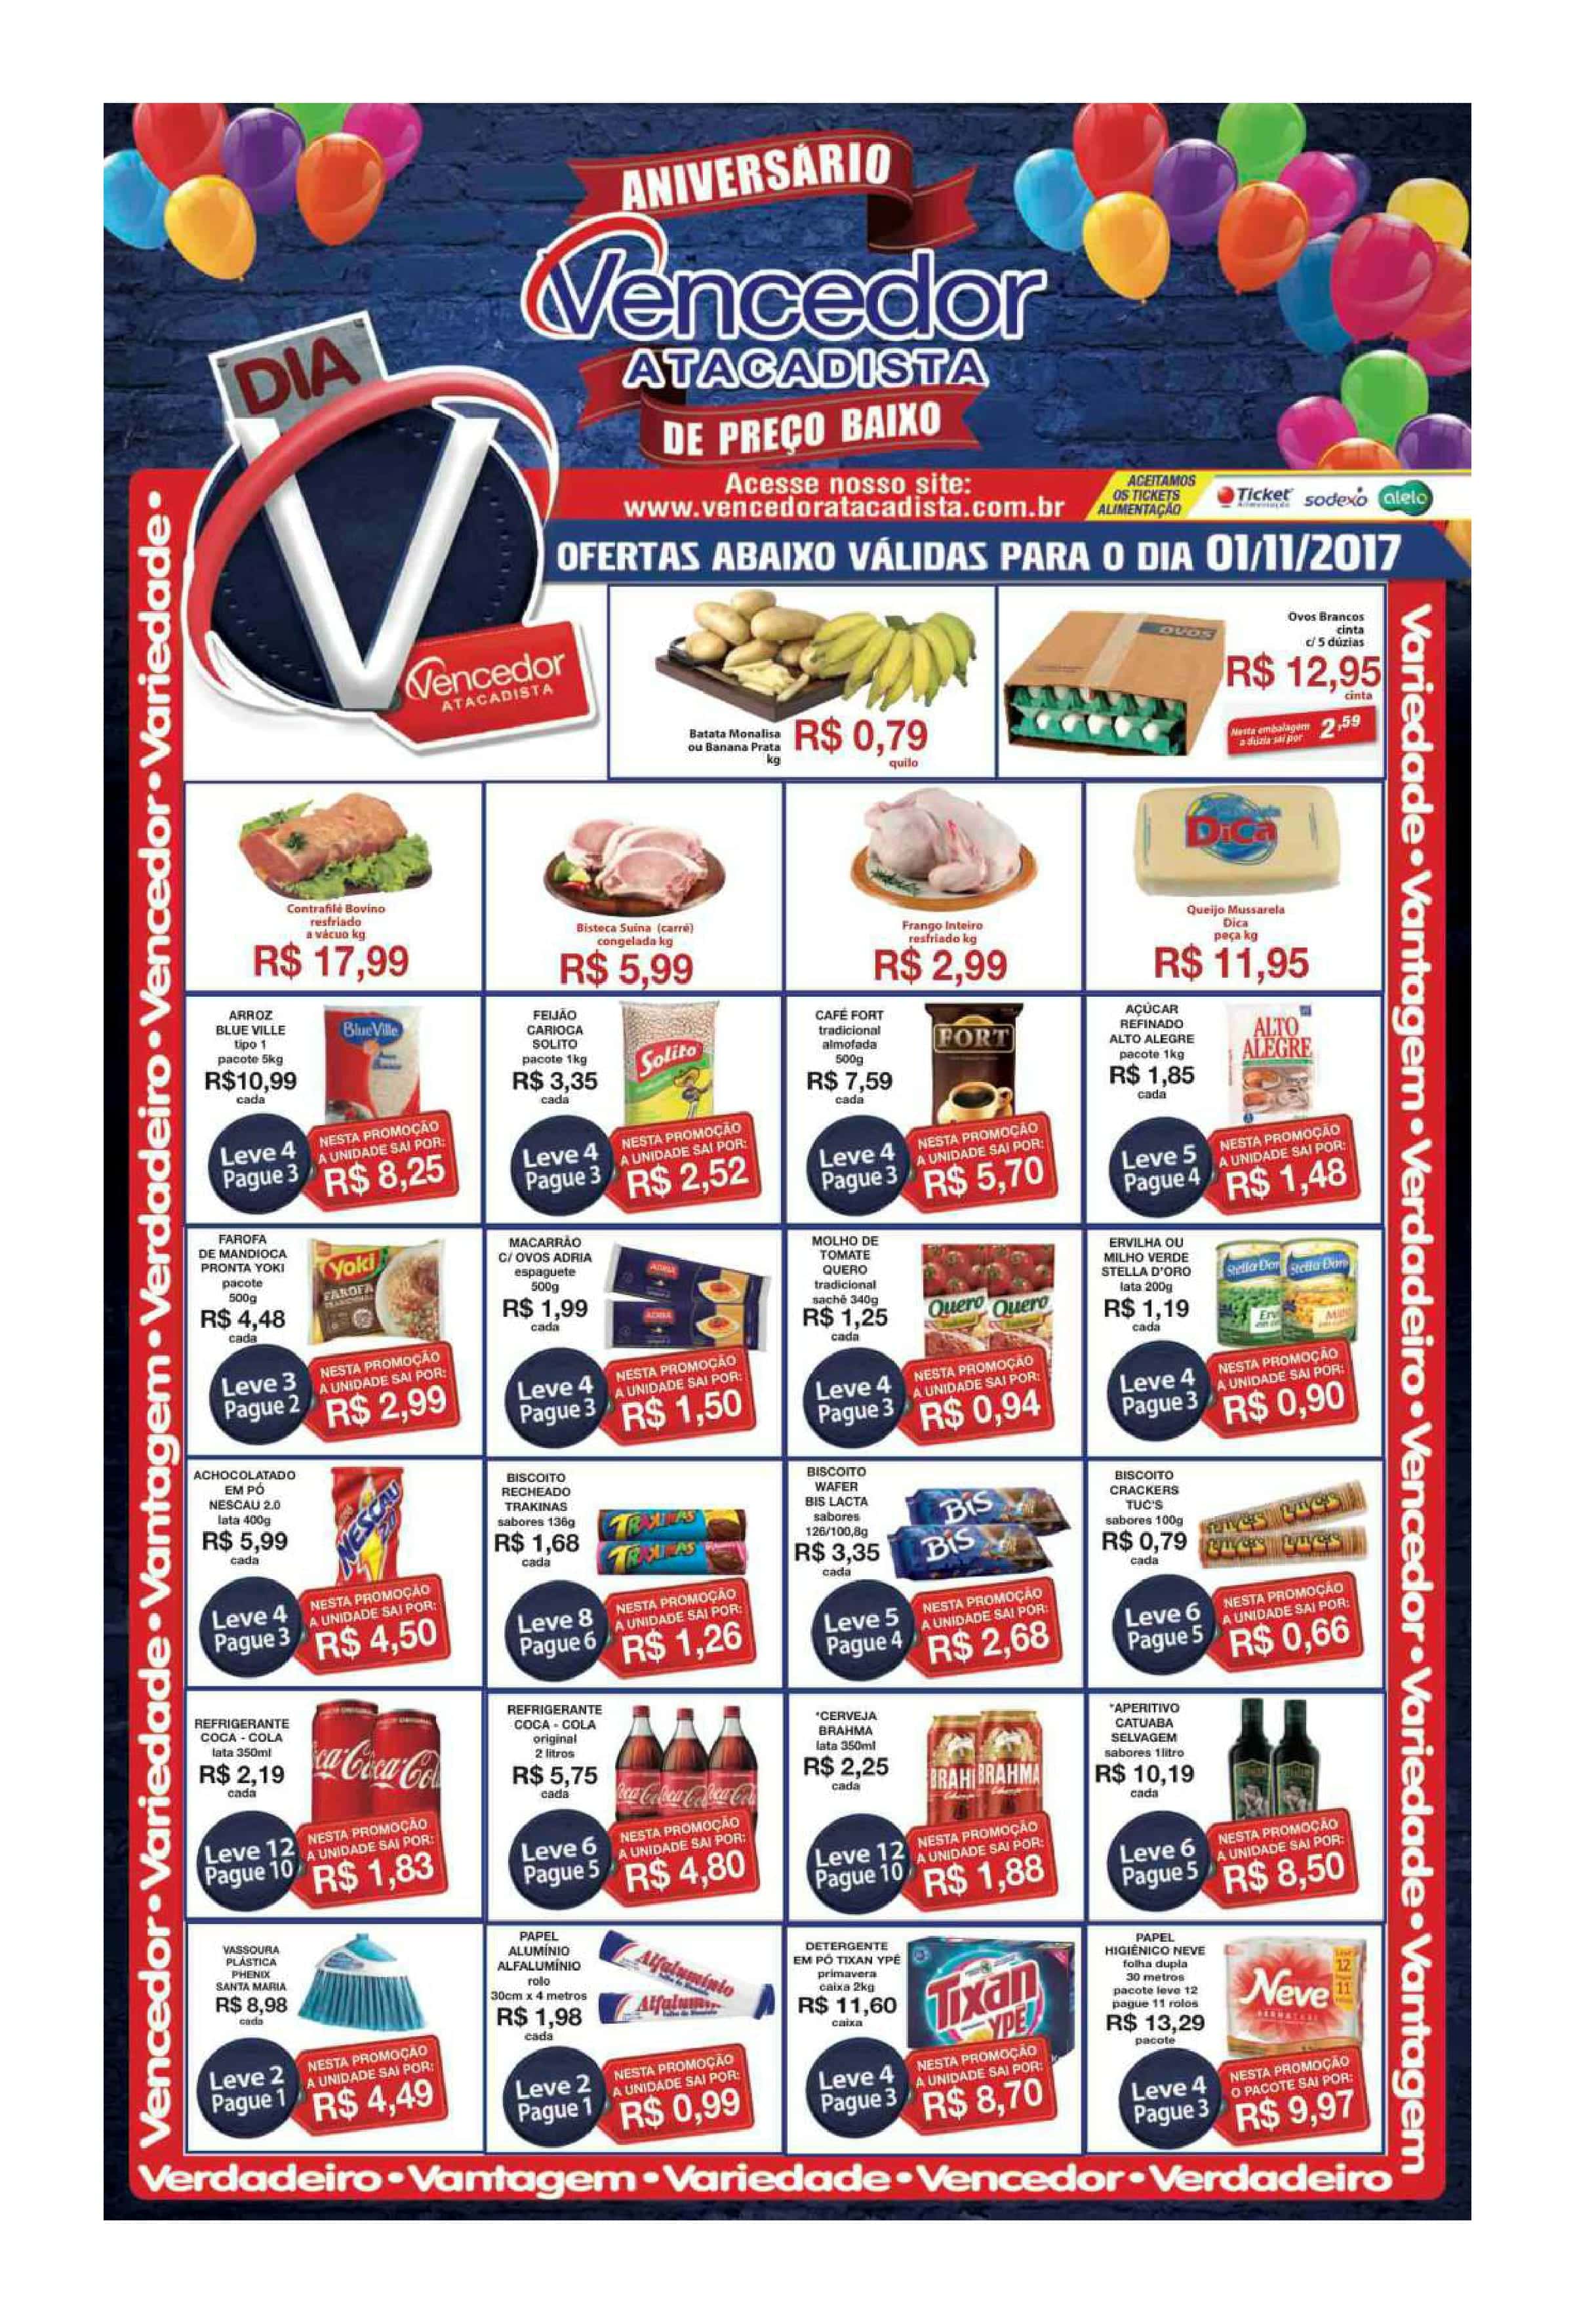 ANIVERSÁRIO
Vencedor
ATACADISTA
DE PREÇO BAIXO
DIA
V
Vencedor
ATACADISTA
Acesse nosso site:
www.vencedoratacadista.com.br
ACEITAMOS
OS TICKETS
ALIMENTAÇÃO
Ticket
sodexo
alelo
OFERTAS ABAIXO VÁLIDAS PARA O DIA 01/11/2017
Batata Monalisa
ou Banana Prata
kg
R$ 0,79
quilo
OVOS
Ovos Brancos
cinta
c/ 5 dúzias
R$ 12,95
cinta
Nesta embalagem
a dúzia sai por
2,59
Contrafilé Bovino
resfriado
a vácuo kg
R$ 17,99
Bisteca Suína (carré)
congelada kg
R$ 5,99
Frango Inteiro
resfriado kg
R$ 2,99
DiCa
Queijo Mussarela
Dica
peça kg
R$ 11,95
ARROZ
BLUE VILLE
tipo 1
pacote 5kg
R$10,99
cada
BlueVille
Leve 4
Pague 3
NESTA PROMOÇÃO
A UNIDADE SAI POR:
R$ 8,25
FEIJÃO
CARIOCA
SOLITO
pacote 1kg
R$ 3,35
cada
Solito
Leve 4
Pague 3
NESTA PROMOÇÃO
A UNIDADE SAI POR:
R$ 2,52
CAFÉ FORT
tradicional
almofada
500g
R$ 7,59
cada
FORT
Leve 4
Pague 3
NESTA PROMOÇÃO
A UNIDADE SAI POR:
R$ 5,70
AÇÚCAR
REFINADO
ALTO ALEGRE
pacote 1kg
R$ 1,85
cada
ALTO
ALEGRE
Leve 5
Pague 4
NESTA PROMOÇÃO
A UNIDADE SAI POR:
R$ 1,48
FAROFA
DE MANDIOCA
PRONTA YOKI
pacote
500g
R$ 4,48
cada
Yoki
FAROFA
Leve 3
Pague 2
NESTA PROMOÇÃO
A UNIDADE SAI POR:
R$ 2,99
MACARRÃO
C/ OVOS ADRIA
espaguete
500g
R$ 1,99
cada
ADRIA
ADRIA
Leve 4
Pague 3
NESTA PROMOÇÃO
A UNIDADE SAI POR:
R$ 1,50
MOLHO DE
TOMATE
QUERO
tradicional
sachê 340g
R$ 1,25
cada
Quero Quero
Leve 4
Pague 3
NESTA PROMOÇÃO
A UNIDADE SAI POR:
R$ 0,94
ERVILHA OU
MILHO VERDE
STELLA D'ORO
lata 200g
R$ 1,19
cada
Stella Dor Stella Doro
Leve 4
Pague 3
NESTA PROMOÇÃO
A UNIDADE SAI POR:
R$ 0,90
ACHOCOLATADO
EM PÓ
NESCAU 2.0
lata 400g
R$ 5,99
cada
NESCAU
2.0
Leve 4
Pague 3
NESTA PROMOÇÃO
A UNIDADE SAI POR:
R$ 4,50
BISCOITO
RECHEADO
TRAKINAS
sabores 136g
R$ 1,68
cada
TRAKINAS
TRAKINAS
Leve 8
Pague 6
NESTA PROMOÇÃO
A UNIDADE SAI POR:
R$ 1,26
BISCOITO
WAFER
BIS LACTA
sabores
126/100,8g
R$ 3,35
cada
BIS
BIS
Leve 5
Pague 4
NESTA PROMOÇÃO
A UNIDADE SAI POR:
R$ 2,68
BISCOITO
CRACKERS
TUC'S
sabores 100g
R$ 0,79
cada
Leve 6
Pague 5
NESTA PROMOÇÃO
A UNIDADE SAI POR:
R$ 0,66
REFRIGERANTE
COCA - COLA
lata 350ml
R$ 2,19
cada
Leve 12
Pague 10
NESTA PROMOÇÃO
A UNIDADE SAI POR:
R$ 1,83
REFRIGERANTE
COCA - COLA
original
2 litros
R$ 5,75
cada
Leve 6
Pague 5
NESTA PROMOÇÃO
A UNIDADE SAI POR:
R$ 4,80
*CERVEJA
BRAHMA
lata 350ml
R$ 2,25
cada
BRAHMA
Leve 12
Pague 10
NESTA PROMOÇÃO
A UNIDADE SAI POR:
R$ 1,88
*APERITIVO
CATUABA
SELVAGEM
sabores 1litro
R$ 10,19
cada
Leve 6
Pague 5
NESTA PROMOÇÃO
A UNIDADE SAI POR:
R$ 8,50
VASSOURA
PLÁSTICA
PHENIX
SANTA MARIA
R$ 8,98
cada
Leve 2
Pague 1
NESTA PROMOÇÃO
A UNIDADE SAI POR:
R$ 4,49
PAPEL
ALUMÍNIO
ALFALUMÍNIO
rolo
30cm x 4 metros
R$ 1,98
cada
Alfalumínio
Leve 2
Pague 1
NESTA PROMOÇÃO
A UNIDADE SAI POR:
R$ 0,99
DETERGENTE
EM PÓ TIXAN YPÊ
primavera
caixa 2kg
R$ 11,60
caixa
Tixan
YPÊ
Leve 4
Pague 3
NESTA PROMOÇÃO
A UNIDADE SAI POR:
R$ 8,70
PAPEL
HIGIÊNICO NEVE
folha dupla
30 metros
pacote leve 12
pague 11 rolos
R$ 13,29
pacote
Neve
12
11
Leve 4
Pague 3
NESTA PROMOÇÃO
O PACOTE SAI POR:
R$ 9,97
Vencedor • Variedade • Vantagem • Verdadeiro • Vencedor • Variedade •
Variedade • Vantagem • Verdadeiro • Vencedor • Variedade • Vantagem
Verdadeiro • Vantagem • Variedade • Vencedor • Verdadeiro